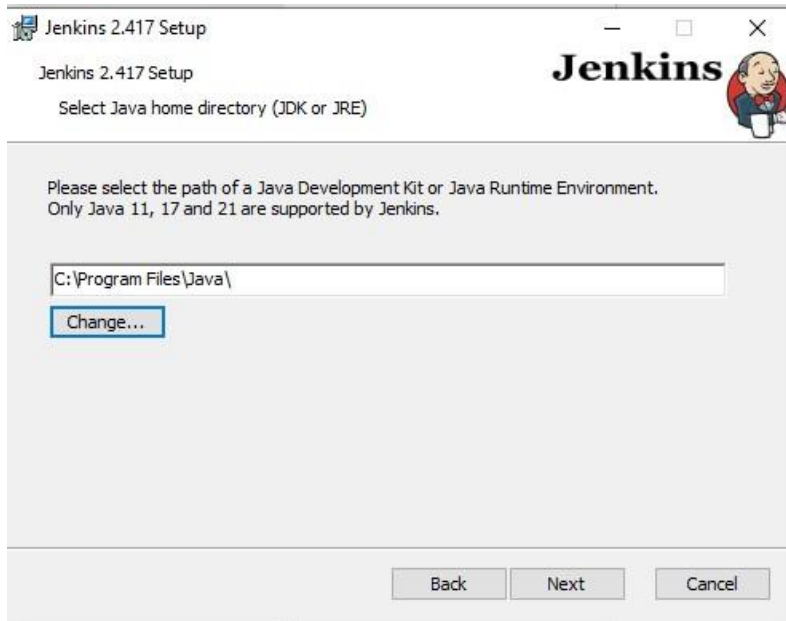 Jenkins 2.417 Setup
Jenkins 2.417 Setup
Jenkins
Select Java home directory (JDK or JRE)
Please select the path of a Java Development Kit or Java Runtime Environment.
Only Java 11, 17 and 21 are supported by Jenkins.
C:\Program Files\Java\
Change...
Back
Next
Cancel